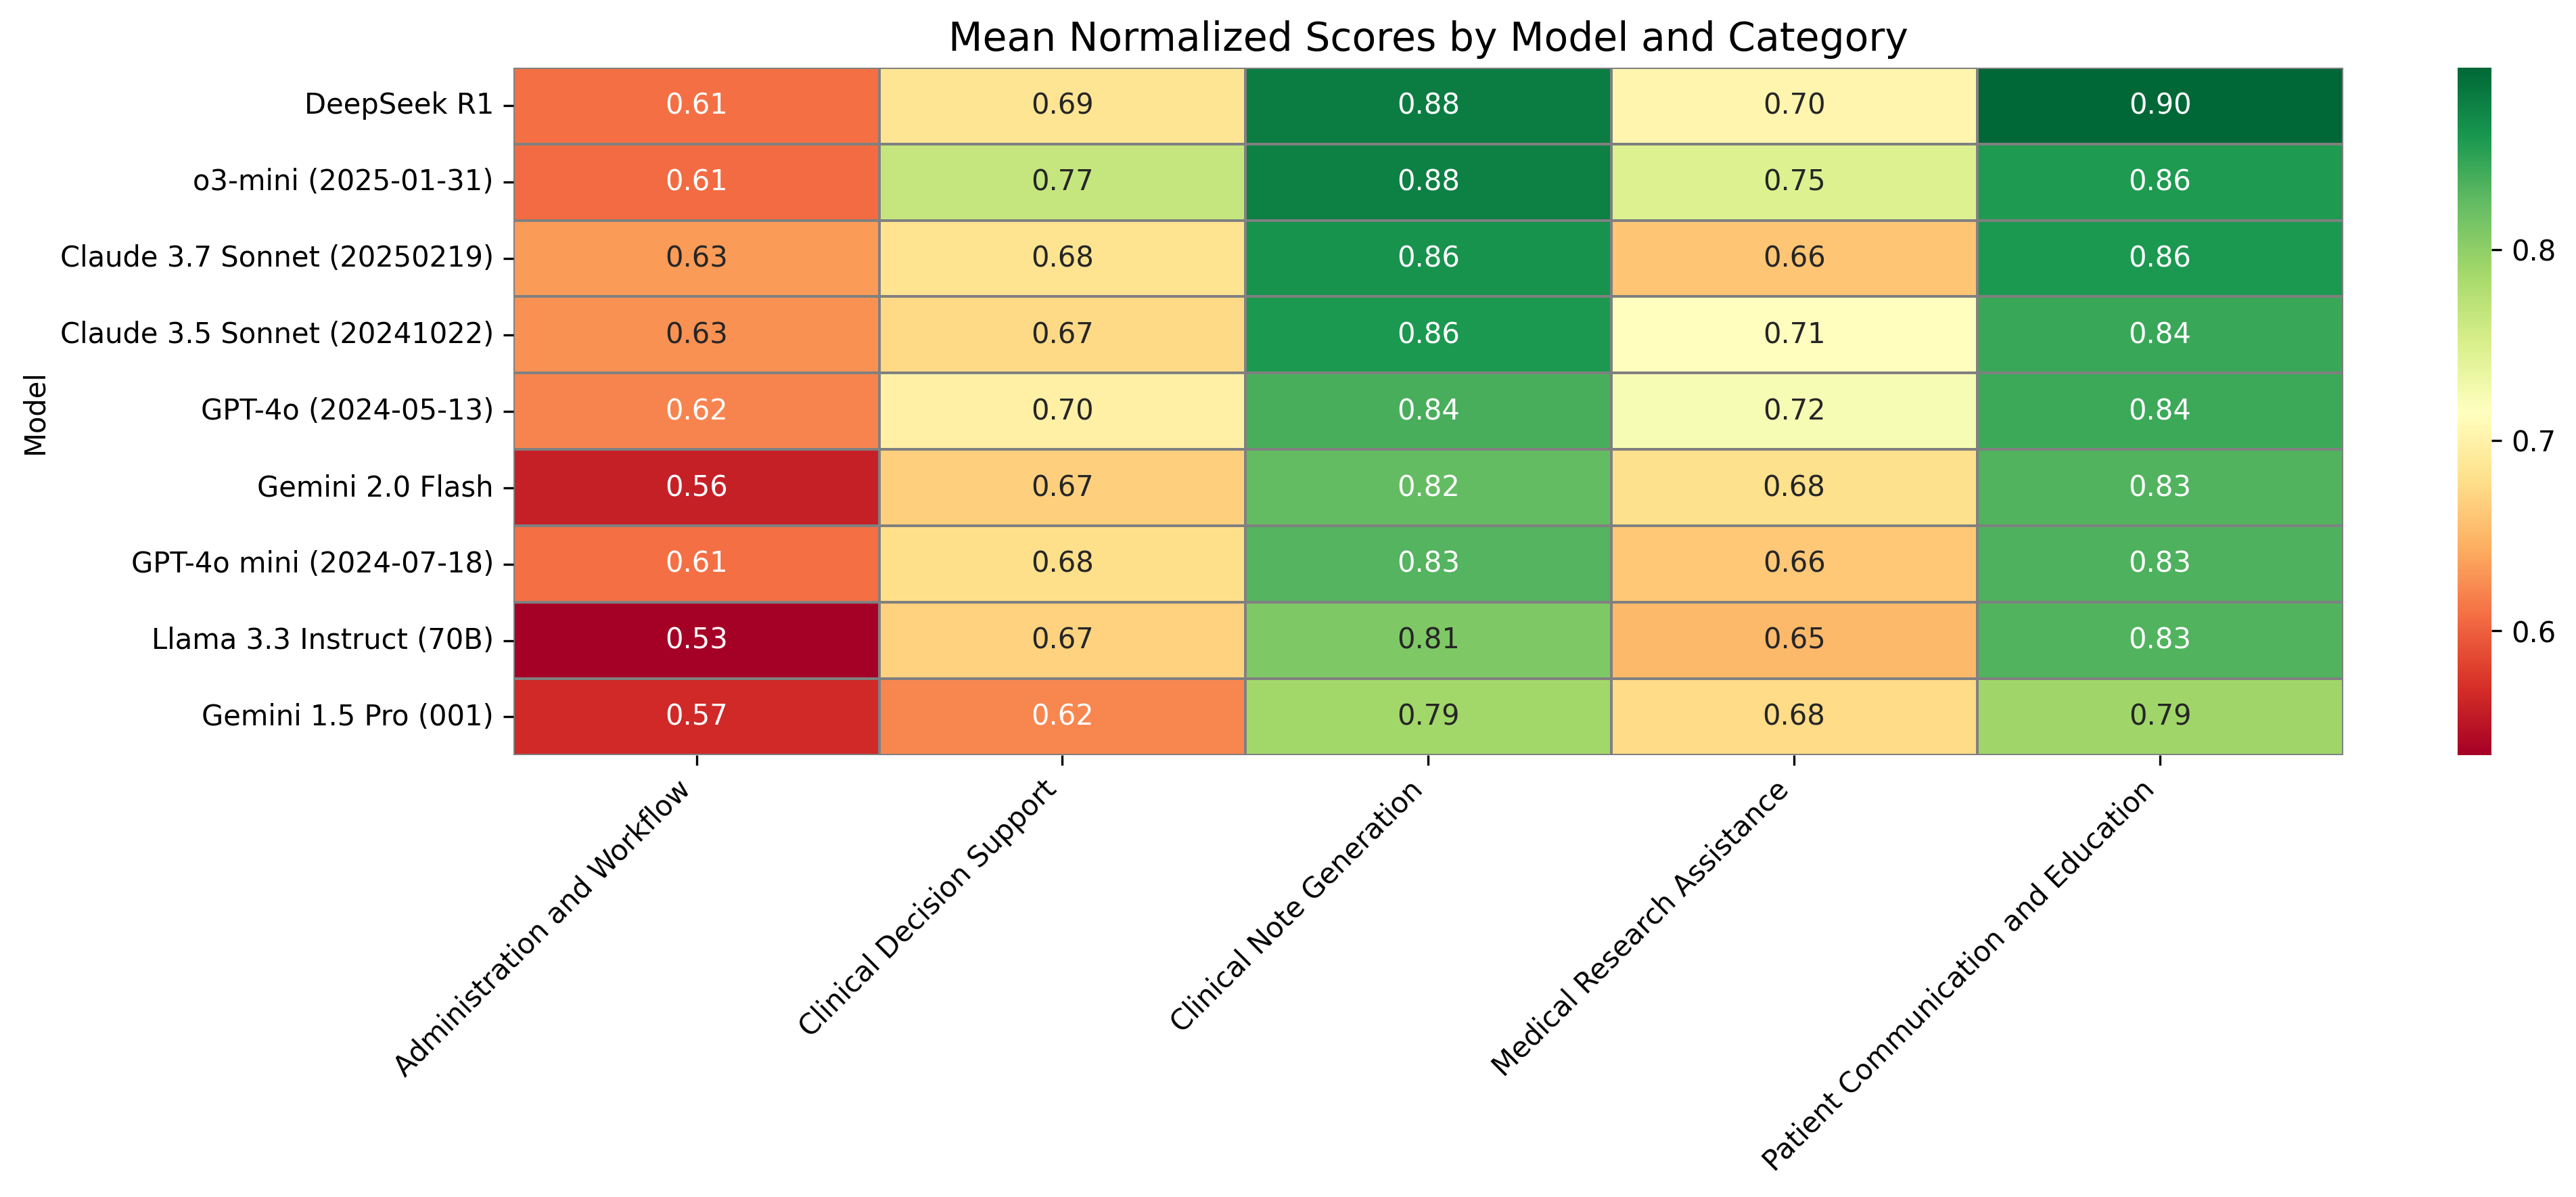 Mean Normalized Scores by Model and Category
Model
DeepSeek R1 0.61 0.69 0.88 0.70 0.90
o3-mini (2025-01-31) 0.61 0.77 0.88 0.75 0.86
Claude 3.7 Sonnet (20250219) 0.63 0.68 0.86 0.66 0.86
Claude 3.5 Sonnet (20241022) 0.63 0.67 0.86 0.71 0.84
GPT-4o (2024-05-13) 0.62 0.70 0.84 0.72 0.84
Gemini 2.0 Flash 0.56 0.67 0.82 0.68 0.83
GPT-4o mini (2024-07-18) 0.61 0.68 0.83 0.66 0.83
Llama 3.3 Instruct (70B) 0.53 0.67 0.81 0.65 0.83
Gemini 1.5 Pro (001) 0.57 0.62 0.79 0.68 0.79
Administration and Workflow
Clinical Decision Support
Clinical Note Generation
Medical Research Assistance
Patient Communication and Education
0.8
0.7
0.6